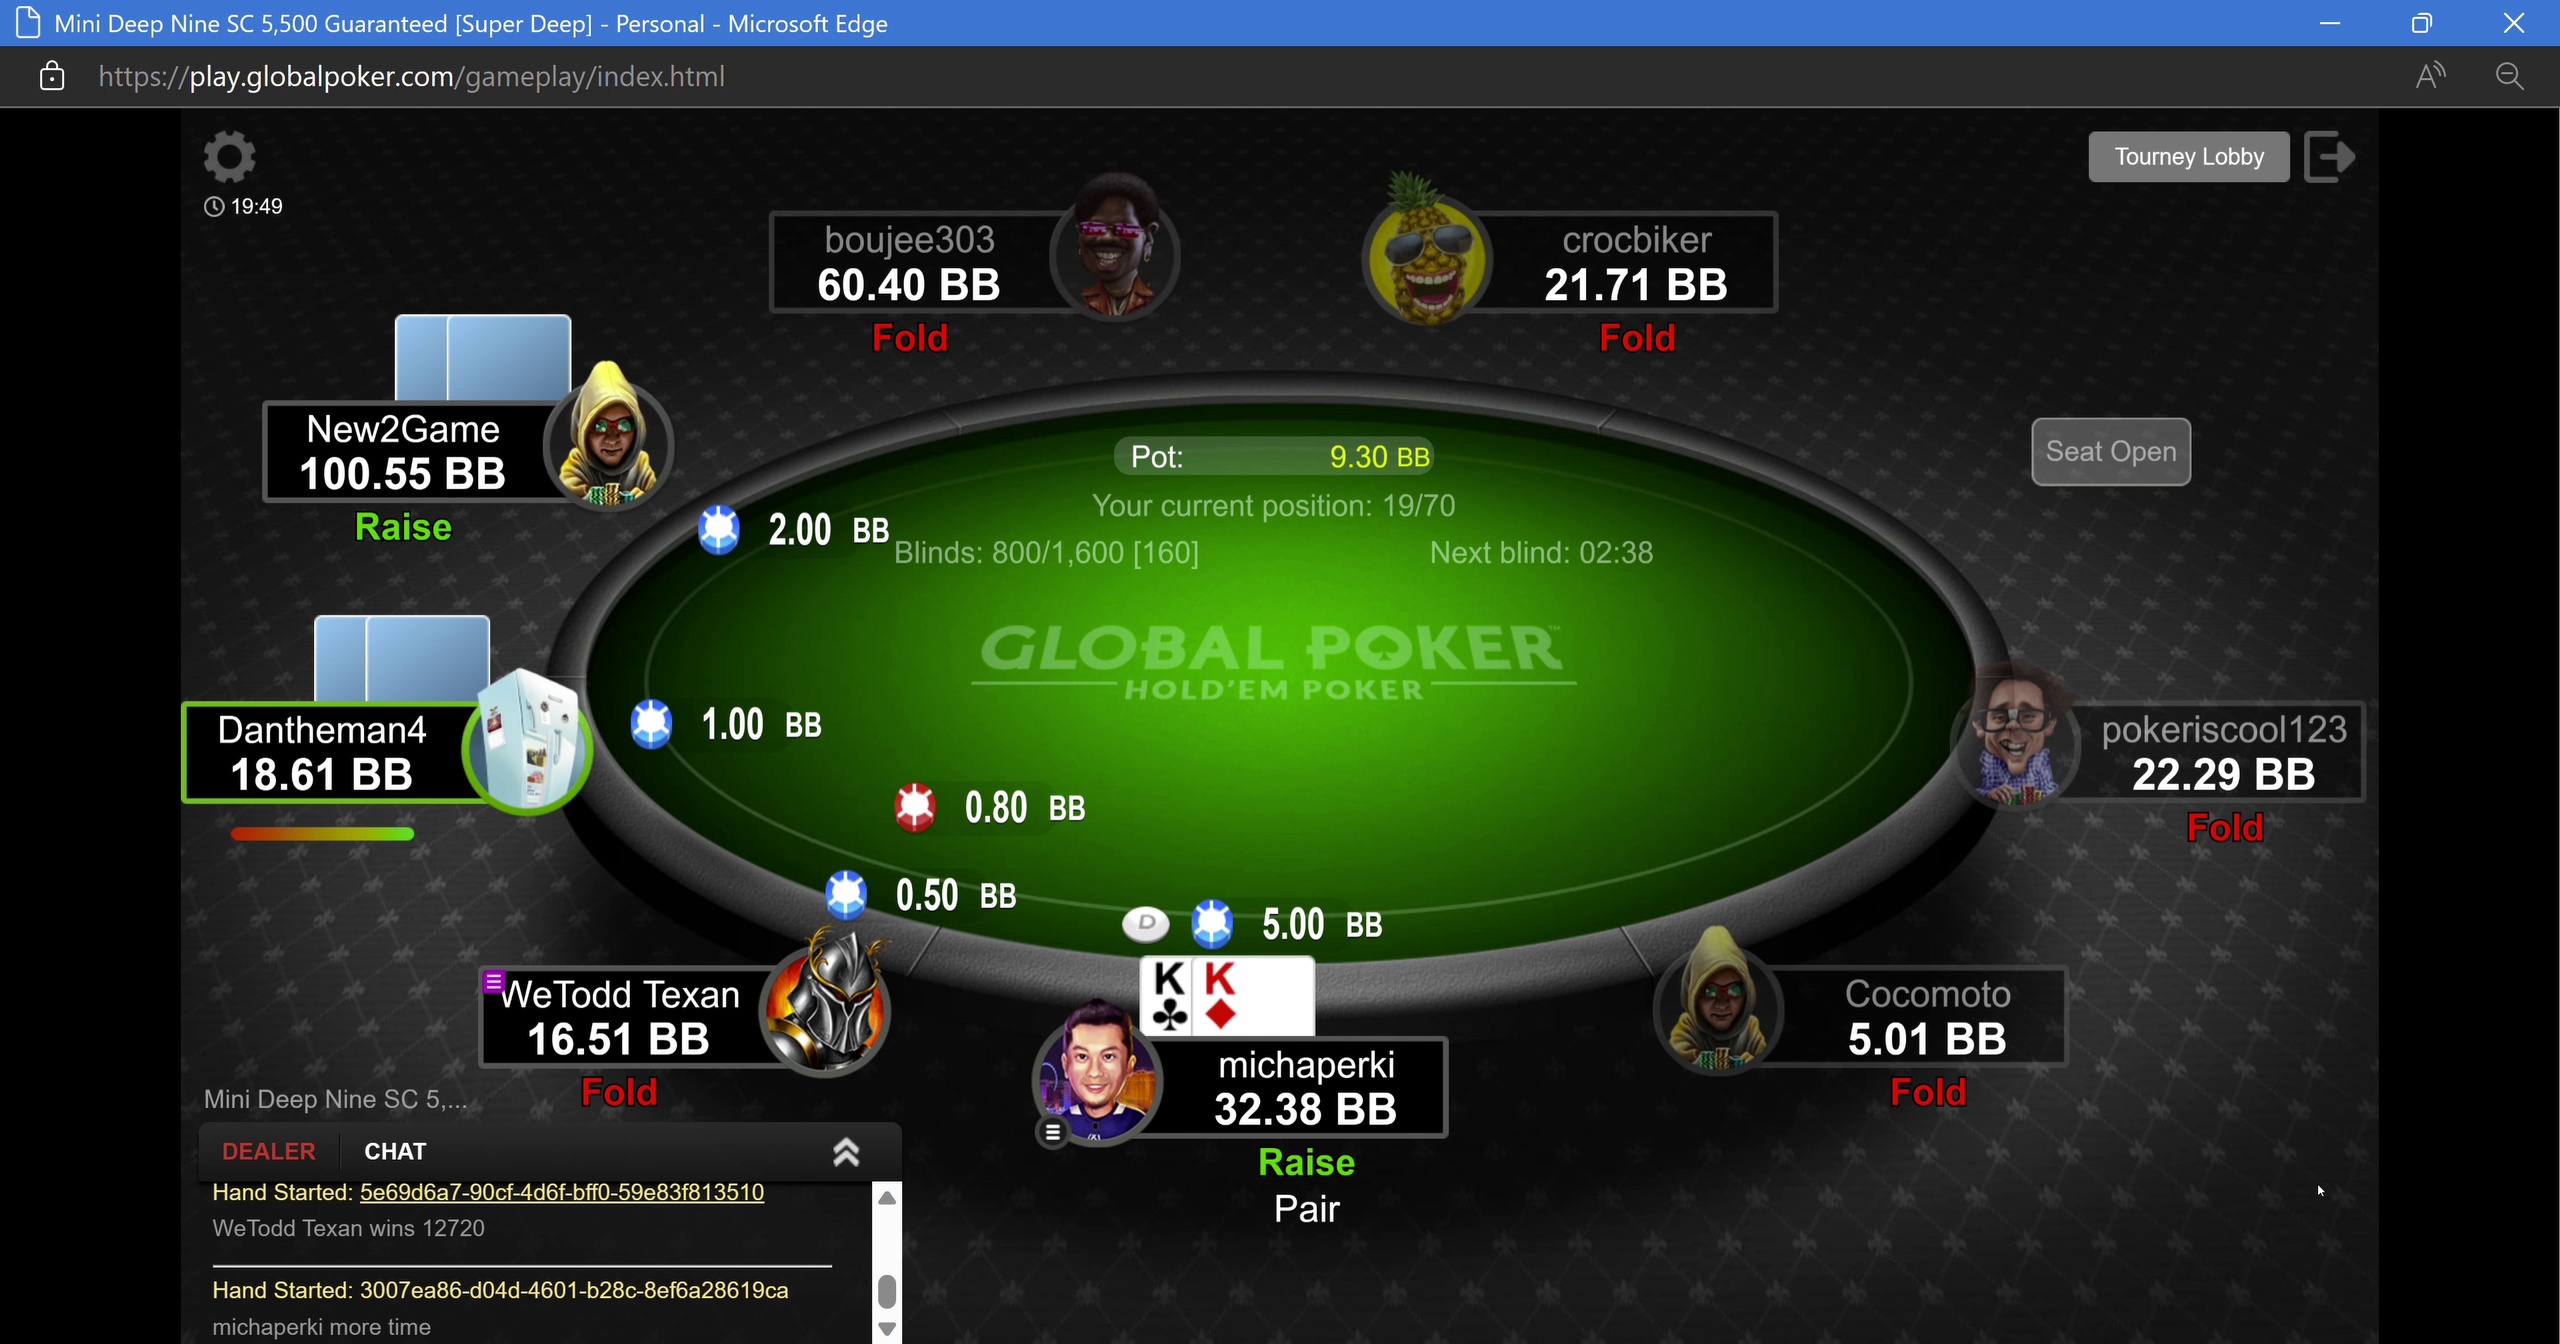 Mini Deep Nine SC 5,500 Guaranteed [Super Deep] - Personal - Microsoft Edge
https://play.globalpoker.com/gameplay/index.html
Tourney Lobby
19:49
boujee303
60.40 BB
Fold
crocbiker
21.71 BB
Fold
New2Game
100.55 BB
Raise
Pot: 9.30 BB
Your current position: 19/70
Blinds: 800/1,600 [160] Next blind: 02:38
Seat Open
2.00 BB
GLOBAL POKER™
HOLD'EM POKER
Dantheman4
18.61 BB
1.00 BB
pokeriscool123
22.29 BB
Fold
0.80 BB
0.50 BB
D
5.00 BB
K K
WeTodd Texan
16.51 BB
Fold
michaperki
32.38 BB
Raise
Pair
Cocomoto
5.01 BB
Fold
Mini Deep Nine SC 5,...
DEALER CHAT
Hand Started: 5e69d6a7-90cf-4d6f-bff0-59e83f813510
WeTodd Texan wins 12720
Hand Started: 3007ea86-d04d-4601-b28c-8ef6a28619ca
michaperki more time